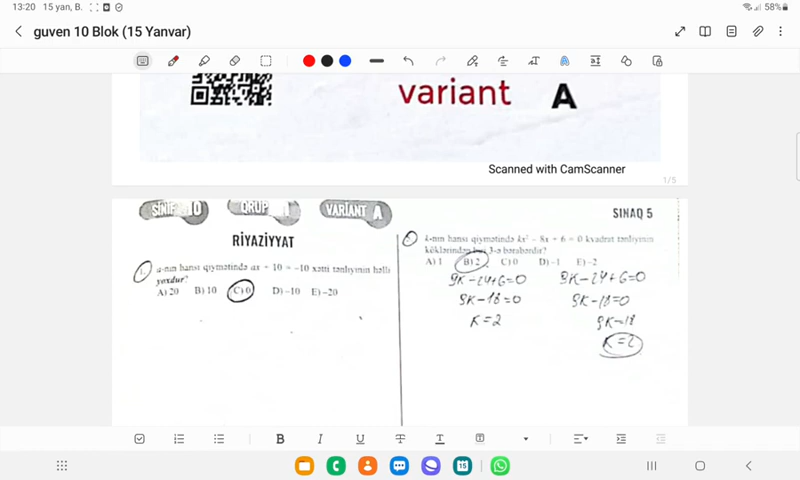 13:20 15 yan, B. 58%
guven 10 Blok (15 Yanvar)
variant A
Scanned with CamScanner
1/5
SİNİF 10 QRUP VARİANT A SINAQ 5
RİYAZİYYAT
1. a-nın hansı qiymətində ax + 10 = -10 xətti tənliyinin həlli
yoxdur?
A) 20 B) 10 C) 0 D) -10 E) -20
k-nın hansı qiymətində kx² - 8x + 6 = 0 kvadrat tənliyinin
köklərindən biri 3-ə bərabərdir?
A) 1 B) 2 C) 0 D) -1 E) -2
9K-24+6=0
9K-18=0
K=2
9K-24+6=0
9K-18=0
9K=18
K=2
B I U T T
15